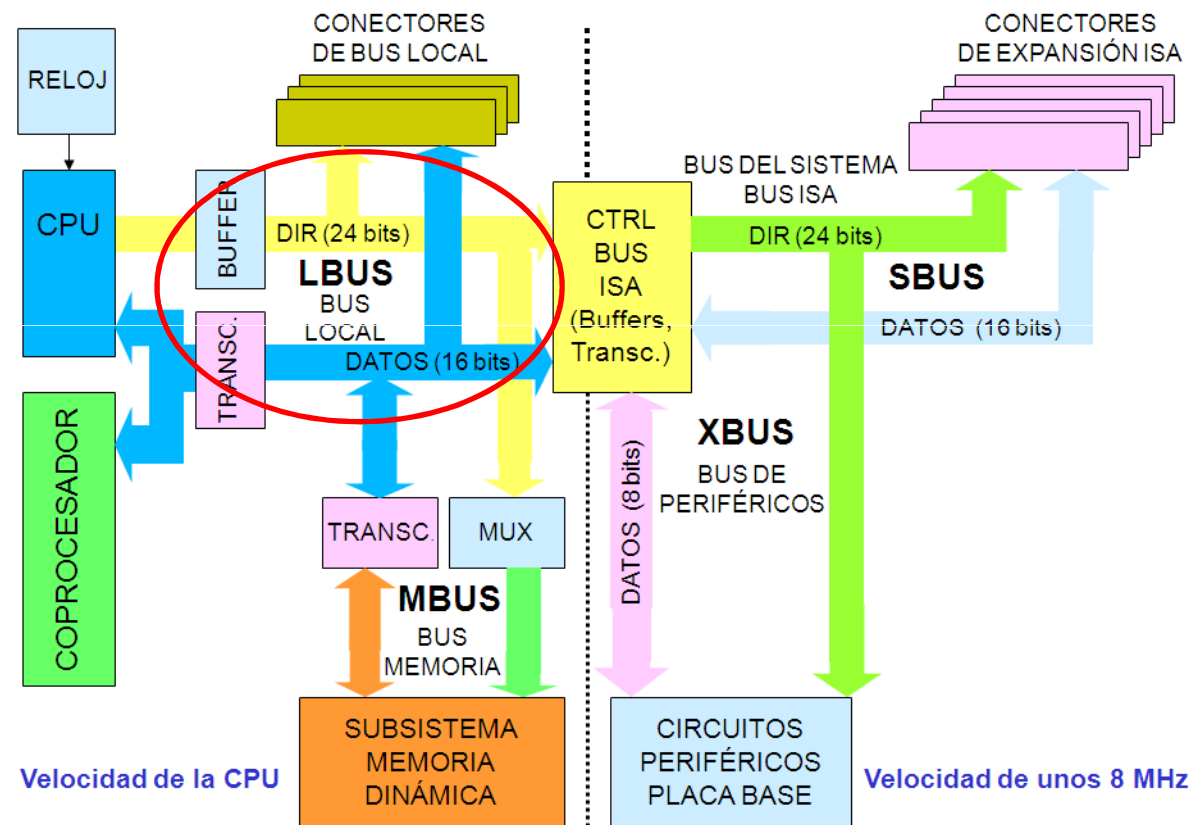 CONECTORES
DE BUS LOCAL
CONECTORES
DE EXPANSIÓN ISA
RELOJ
CPU
BUFFER
DIR (24 bits)
LBUS
BUS
LOCAL
DATOS (16 bits)
TRANSC.
COPROCESADOR
CTRL
BUS
ISA
(Buffers,
Transc.)
BUS DEL SISTEMA
BUS ISA
DIR (24 bits)
SBUS
DATOS (16 bits)
XBUS
BUS DE
PERIFÉRICOS
DATOS (8 bits)
TRANSC.
MUX
MBUS
BUS
MEMORIA
SUBSISTEMA
MEMORIA
DINÁMICA
CIRCUITOS
PERIFÉRICOS
PLACA BASE
Velocidad de la CPU
Velocidad de unos 8 MHz